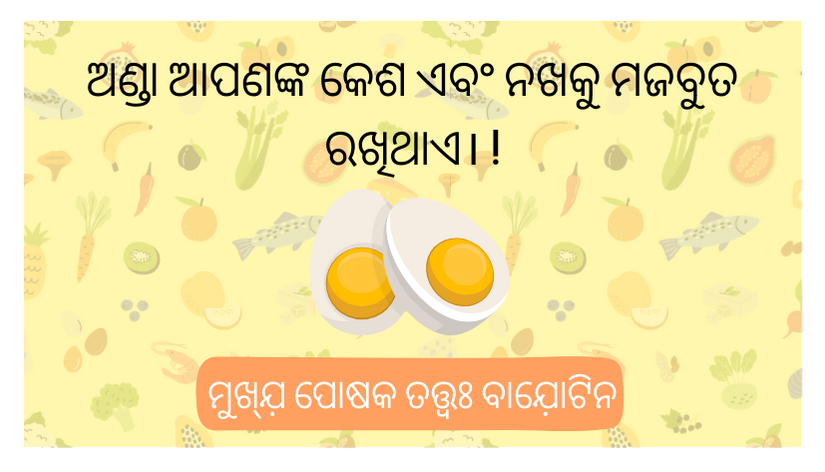 ଅଣ୍ଡା ଆପଣଙ୍କ କେଶ ଏବଂ ନଖକୁ ମଜବୁତ
ରଖିଥାଏ। !
ମୁଖ୍ୟ ପୋଷକ ତତ୍ତ୍ୱଃ ବାୟୋଟିନ